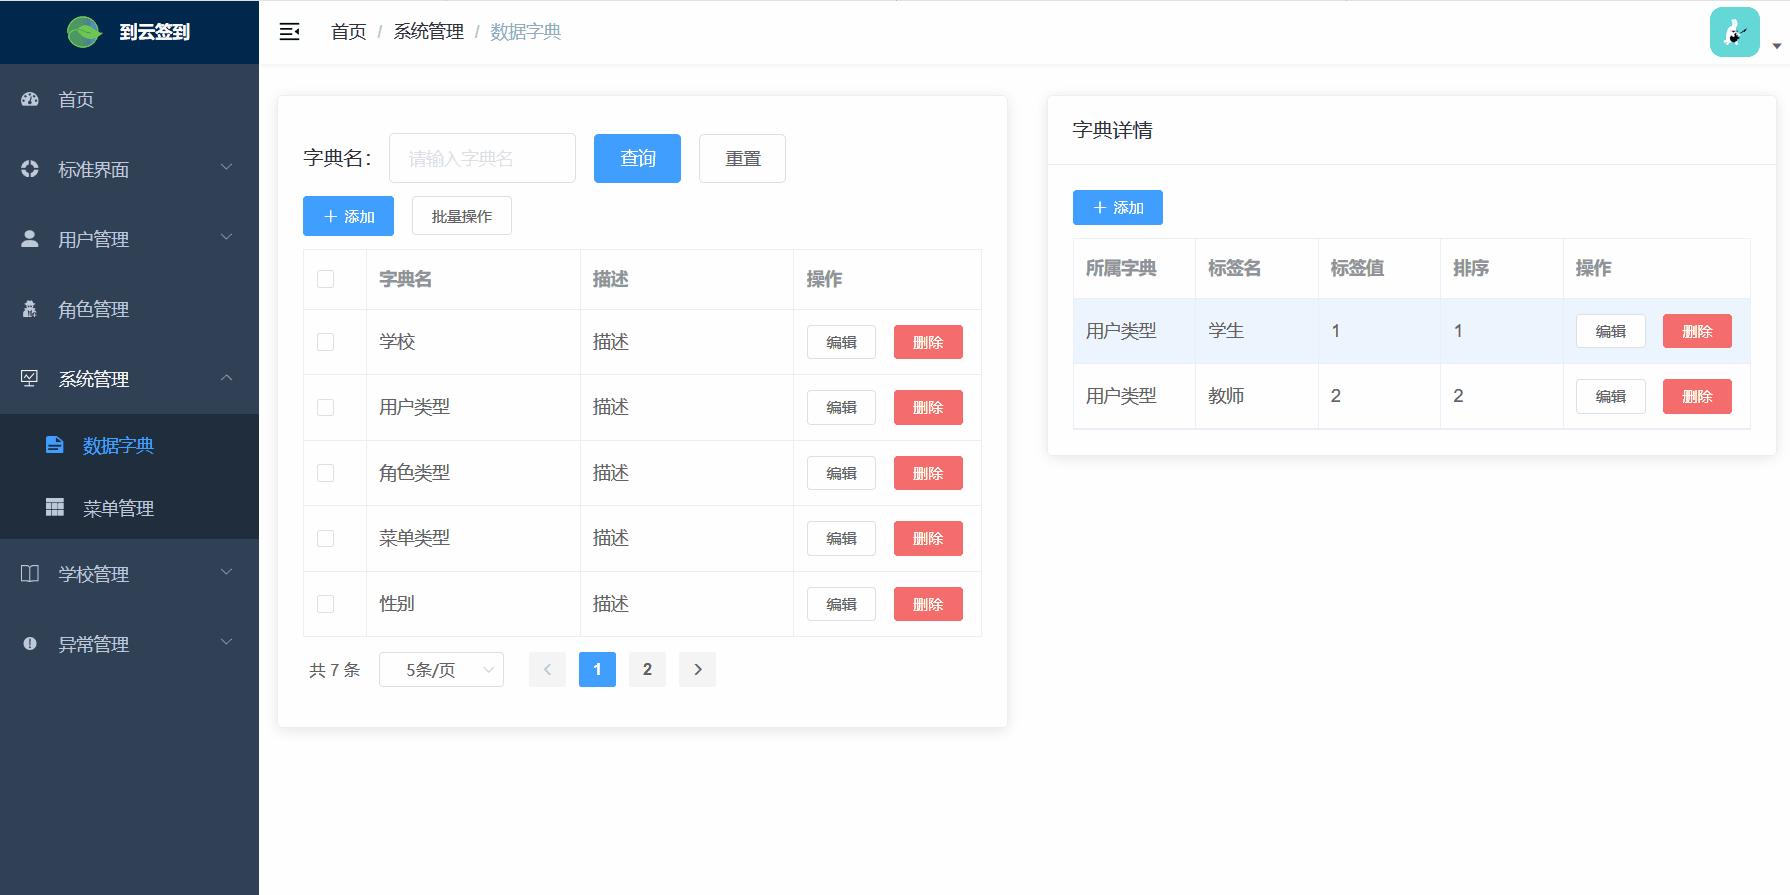 到云签到
首页
标准界面
用户管理
角色管理
系统管理
数据字典
菜单管理
学校管理
异常管理
首页 / 系统管理 / 数据字典
字典名： 请输入字典名 查询 重置
添加 批量操作
字典名 描述 操作
学校 描述 编辑 删除
用户类型 描述 编辑 删除
角色类型 描述 编辑 删除
菜单类型 描述 编辑 删除
性别 描述 编辑 删除
共 7 条 5条/页 1 2
字典详情
添加
所属字典 标签名 标签值 排序 操作
用户类型 学生 1 1 编辑 删除
用户类型 教师 2 2 编辑 删除